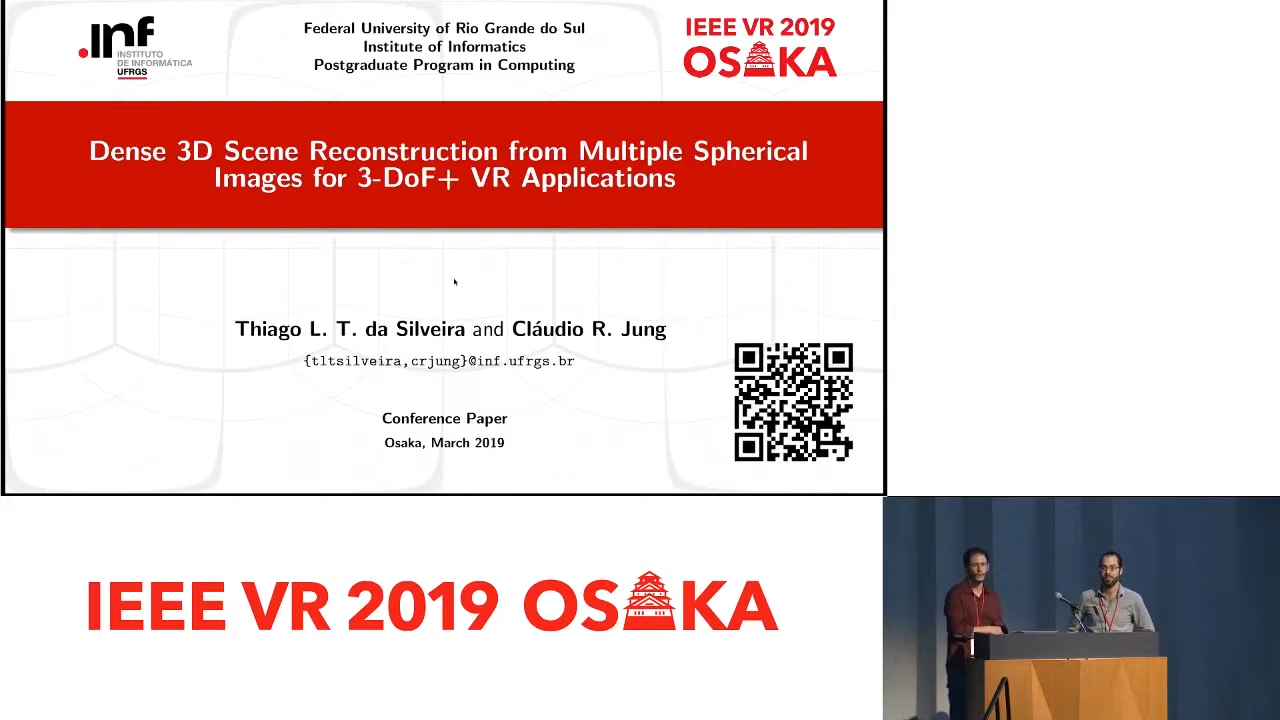 .inf
INSTITUTO
DE INFORMÁTICA
UFRGS
Federal University of Rio Grande do Sul
Institute of Informatics
Postgraduate Program in Computing
IEEE VR 2019
OSAKA
Dense 3D Scene Reconstruction from Multiple Spherical
Images for 3-DoF+ VR Applications
Thiago L. T. da Silveira and Cláudio R. Jung
{tltsilveira,crjung}@inf.ufrgs.br
Conference Paper
Osaka, March 2019
IEEE VR 2019 OSAKA